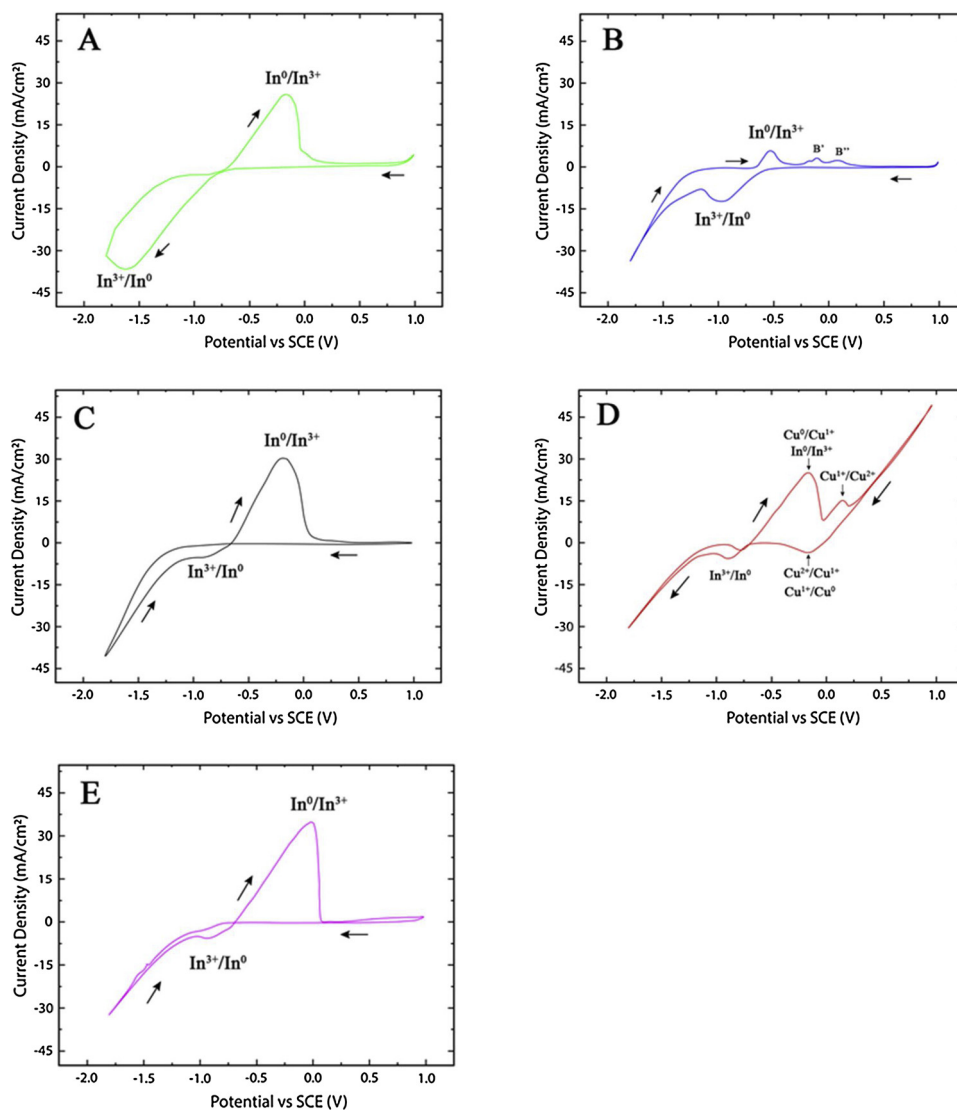 A
In⁰/In³⁺
In³⁺/In⁰
45
30
15
0
-15
-30
-45
Current Density (mA/cm²)
-2.0 -1.5 -1.0 -0.5 0.0 0.5 1.0
Potential vs SCE (V)
B
In⁰/In³⁺
B' B''
In³⁺/In⁰
45
30
15
0
-15
-30
-45
Current Density (mA/cm²)
-2.0 -1.5 -1.0 -0.5 0.0 0.5 1.0
Potential vs SCE (V)
C
In⁰/In³⁺
In³⁺/In⁰
45
30
15
0
-15
-30
-45
Current Density (mA/cm²)
-2.0 -1.5 -1.0 -0.5 0.0 0.5 1.0
Potential vs SCE (V)
D
Cu⁰/Cu¹⁺
In⁰/In³⁺
Cu¹⁺/Cu²⁺
In³⁺/In⁰
Cu²⁺/Cu¹⁺
Cu¹⁺/Cu⁰
45
30
15
0
-15
-30
-45
Current Density (mA/cm²)
-2.0 -1.5 -1.0 -0.5 0.0 0.5 1.0
Potential vs SCE (V)
E
In⁰/In³⁺
In³⁺/In⁰
45
30
15
0
-15
-30
-45
Current Density (mA/cm²)
-2.0 -1.5 -1.0 -0.5 0.0 0.5 1.0
Potential vs SCE (V)